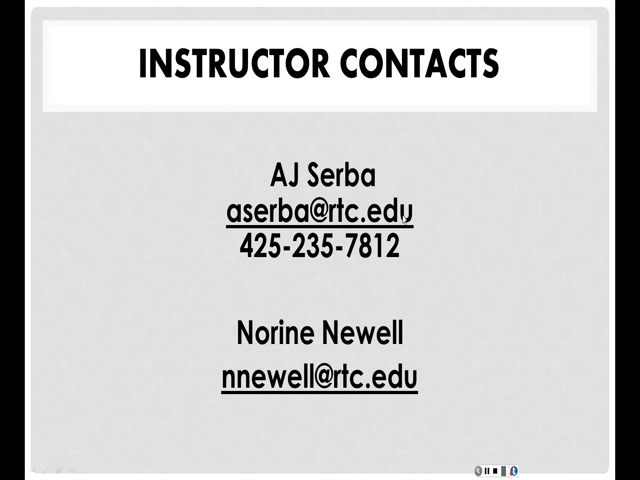 INSTRUCTOR CONTACTS
AJ Serba
aserba@rtc.edu
425-235-7812
Norine Newell
nnewell@rtc.edu